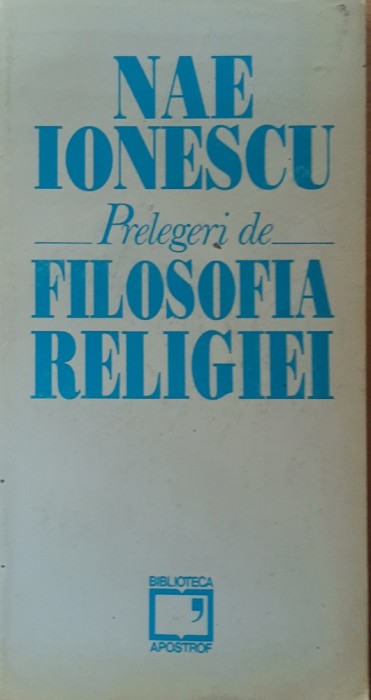 NAE
IONESCU
Prelegeri de
FILOSOFIA
RELIGIEI
BIBLIOTECA
APOSTROF